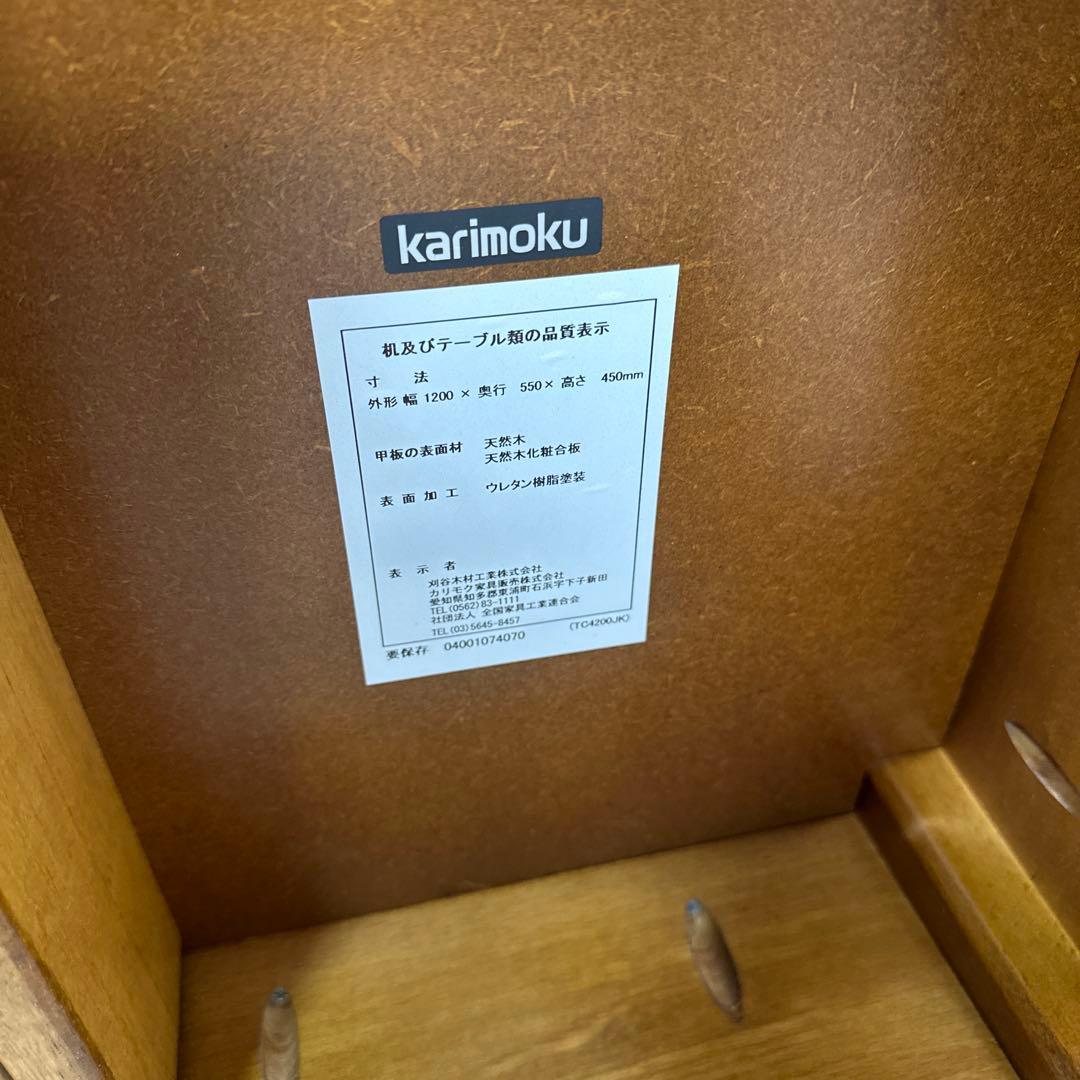 karimoku
机及びテーブル類の品質表示
寸 法
外形 幅 1200 × 奥行 550 × 高さ 450mm
甲板の表面材 天然木
天然木化粧合板
表 面 加 工 ウレタン樹脂塗装
表 示 者
刈谷木材工業株式会社
カリモク家具販売株式会社
愛知県知多郡東浦町石浜字下子新田
TEL(0562)83-1111
社団法人 全国家具工業連合会
TEL(03)5645-8457
(TC4200JK)
要保存 04001074070